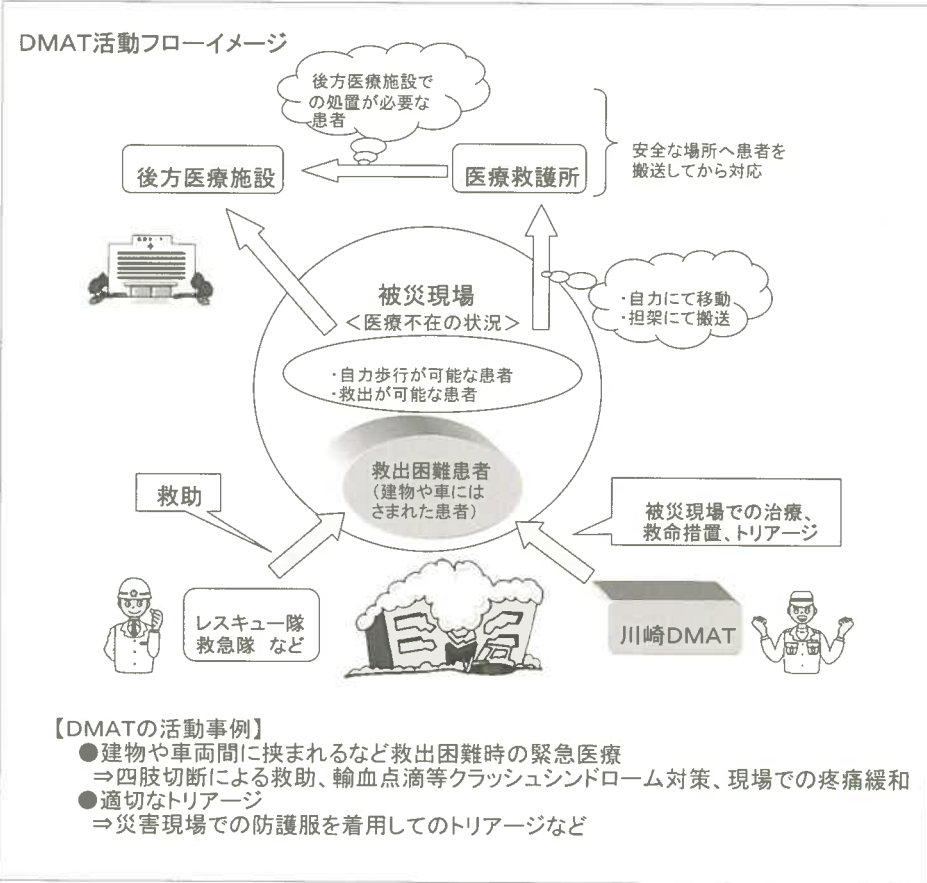 DMAT活動フローイメージ
後方医療施設で
の処置が必要な
患者
後方医療施設
医療救護所
安全な場所へ患者を
搬送してから対応
被災現場
＜医療不在の状況＞
・自力にて移動
・担架にて搬送
・自力歩行が可能な患者
・救出が可能な患者
救出困難患者
（建物や車には
さまれた患者）
救助
被災現場での治療、
救命措置、トリアージ
レスキュー隊
救急隊 など
川崎DMAT
【DMATの活動事例】
●建物や車両間に挟まれるなど救出困難時の緊急医療
⇒四肢切断による救助、輸血点滴等クラッシュシンドローム対策、現場での疼痛緩和
●適切なトリアージ
⇒災害現場での防護服を着用してのトリアージなど